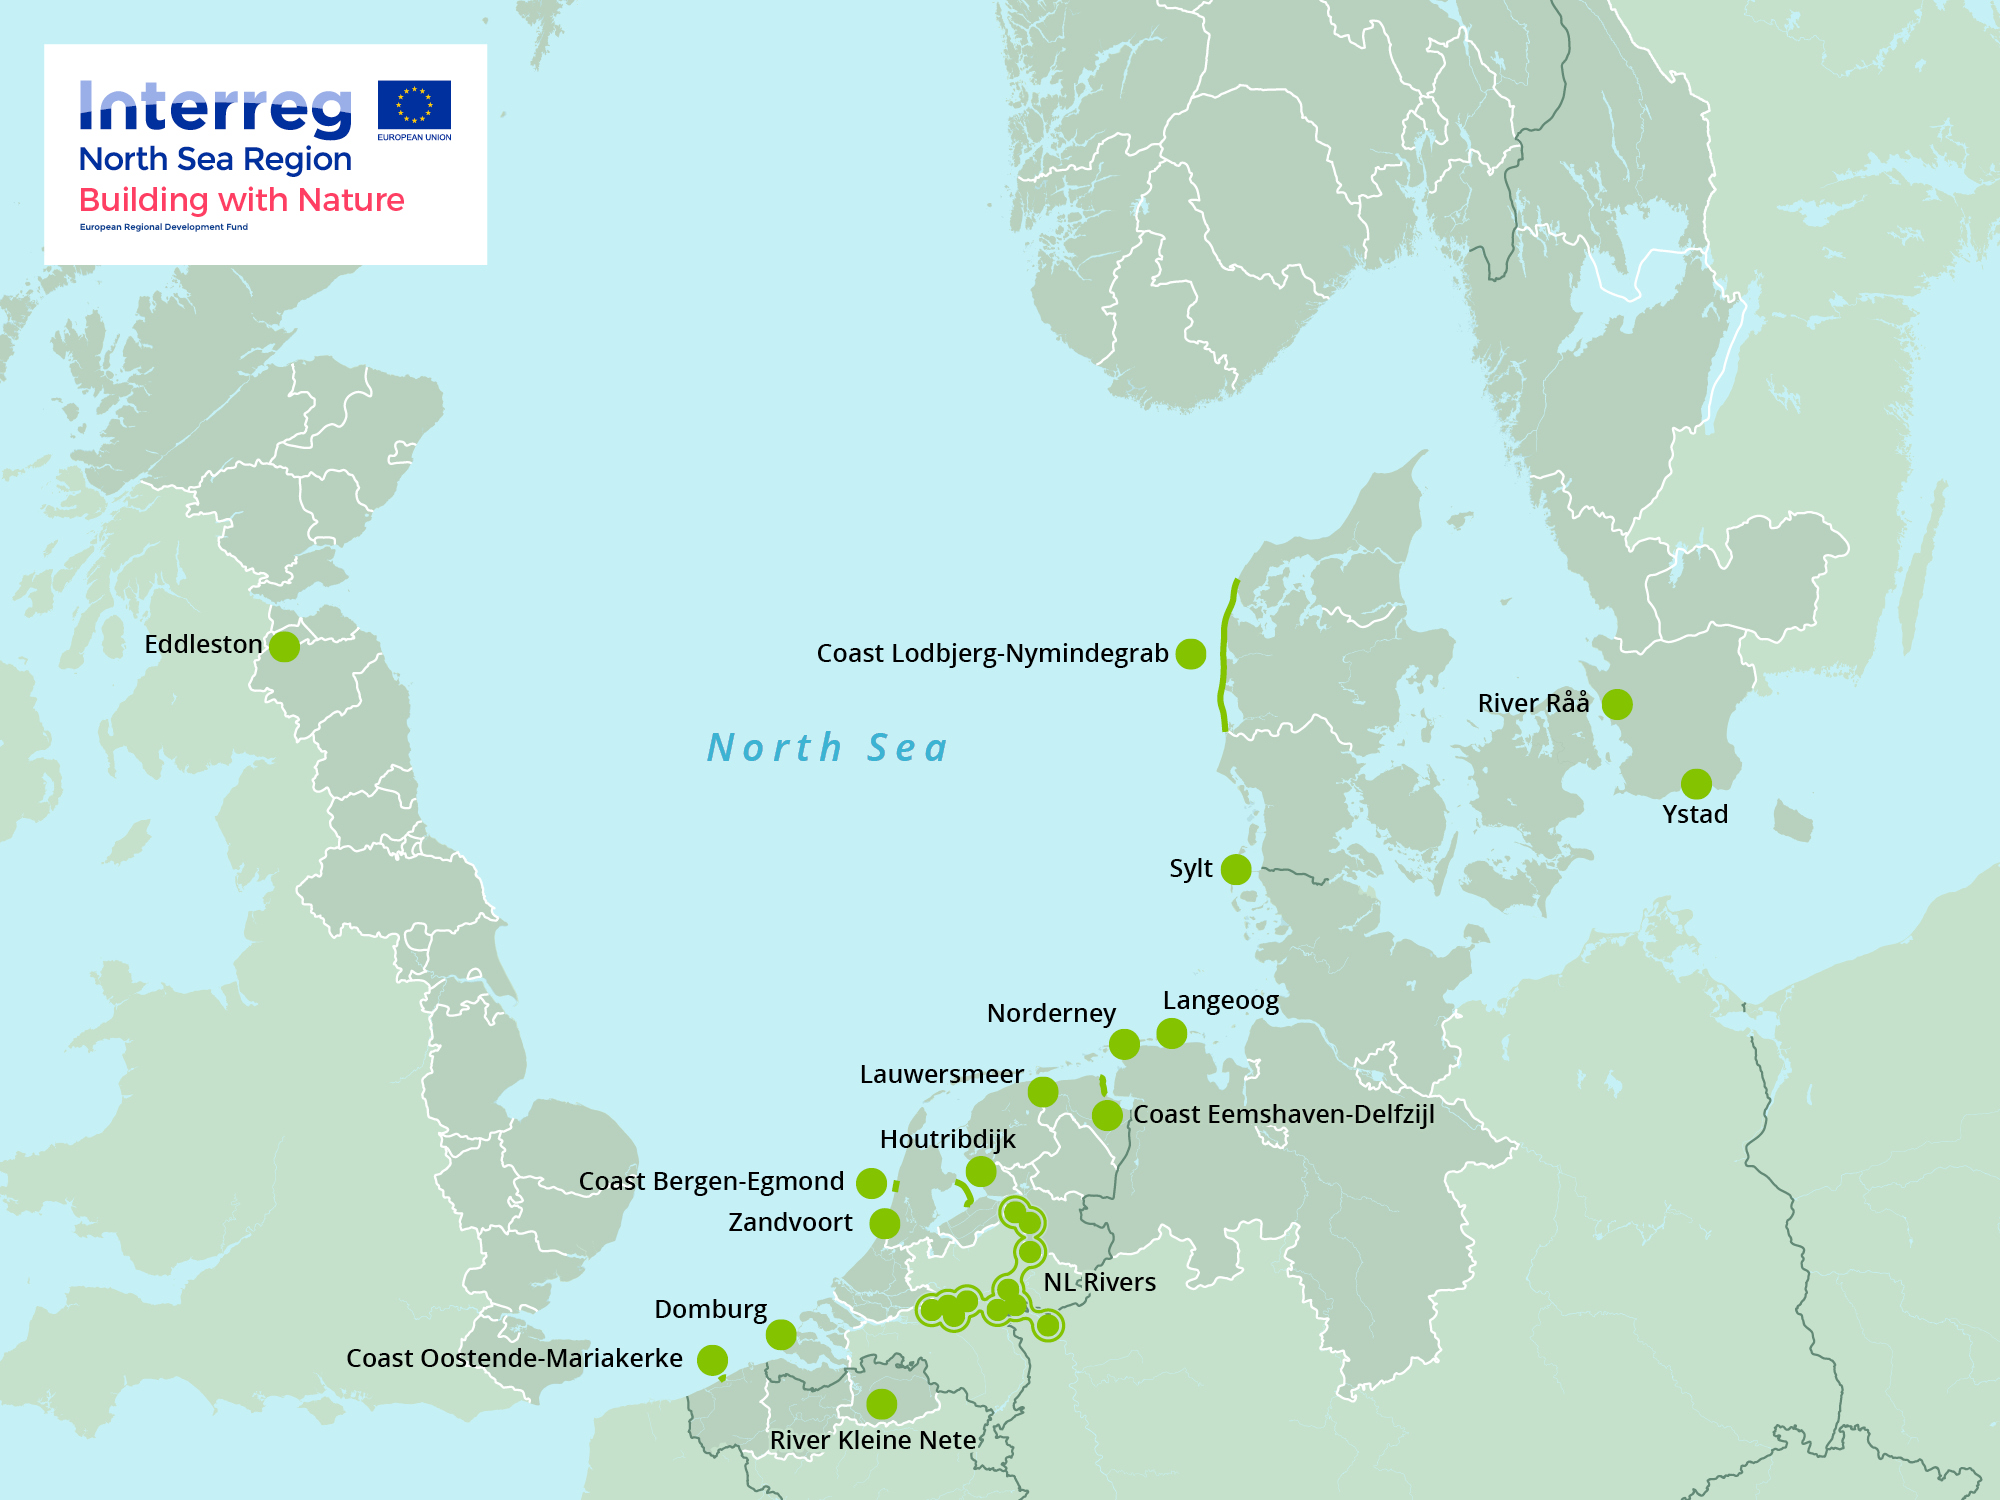 Interreg
EUROPEAN UNION
North Sea Region
Building with Nature
European Regional Development Fund
Eddleston
Coast Lodbjerg-Nymindegrab
River Råå
North Sea
Ystad
Sylt
Langeoog
Norderney
Lauwersmeer
Coast Eemshaven-Delfzijl
Houtribdijk
Coast Bergen-Egmond
Zandvoort
NL Rivers
Domburg
Coast Oostende-Mariakerke
River Kleine Nete